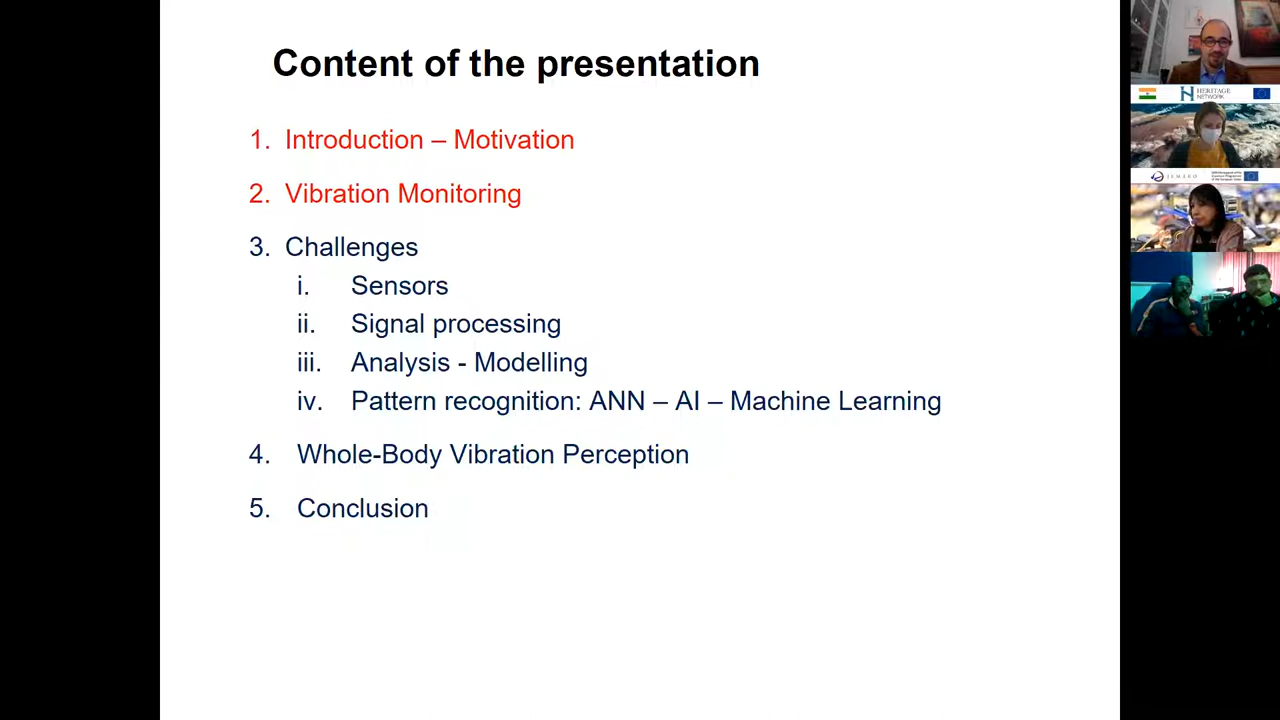 Content of the presentation
1. Introduction – Motivation
2. Vibration Monitoring
3. Challenges
i. Sensors
ii. Signal processing
iii. Analysis - Modelling
iv. Pattern recognition: ANN – AI – Machine Learning
4. Whole-Body Vibration Perception
5. Conclusion
HERITAGE
NETWORK